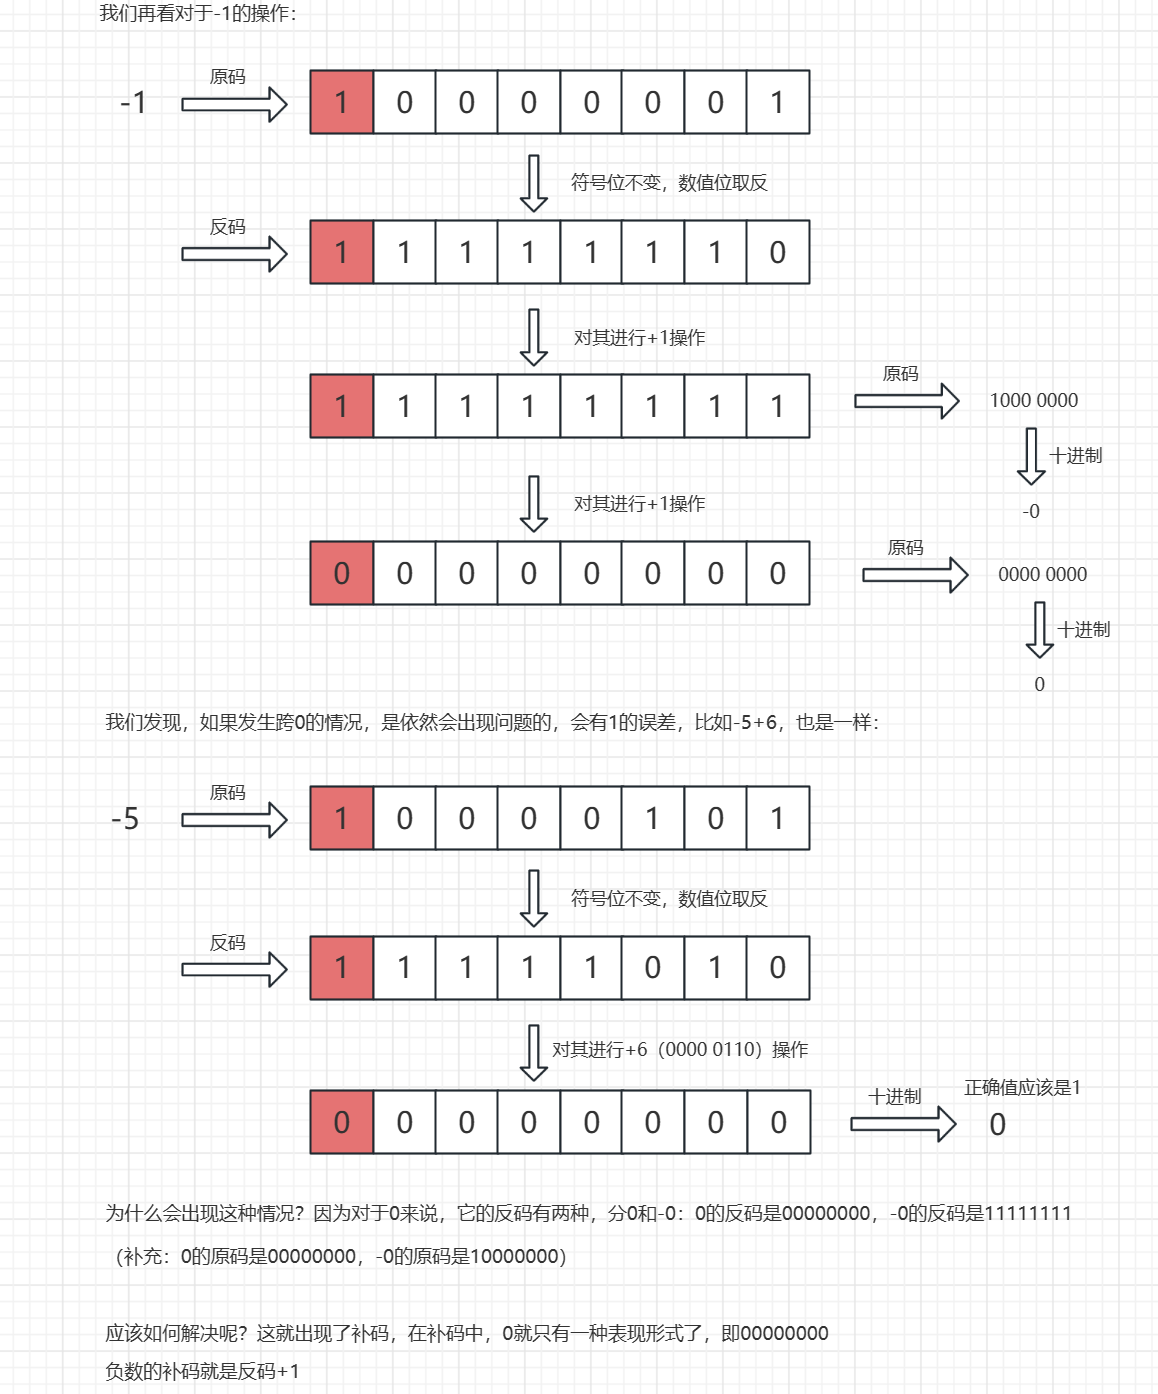 我们再看对于-1的操作：
原码
-1 1 0 0 0 0 0 0 1
符号位不变，数值位取反
反码
1 1 1 1 1 1 1 0
对其进行+1操作
原码
1 1 1 1 1 1 1 1 1000 0000
十进制
对其进行+1操作 -0
原码
0 0 0 0 0 0 0 0 0000 0000
十进制
0
我们发现，如果发生跨0的情况，是依然会出现问题的，会有1的误差，比如-5+6，也是一样：
原码
-5 1 0 0 0 0 1 0 1
符号位不变，数值位取反
反码
1 1 1 1 1 0 1 0
对其进行+6（0000 0110）操作
十进制 正确值应该是1
0 0 0 0 0 0 0 0 0
为什么会出现这种情况？因为对于0来说，它的反码有两种，分0和-0：0的反码是00000000，-0的反码是11111111
（补充：0的原码是00000000，-0的原码是10000000）
应该如何解决呢？这就出现了补码，在补码中，0就只有一种表现形式了，即00000000
负数的补码就是反码+1